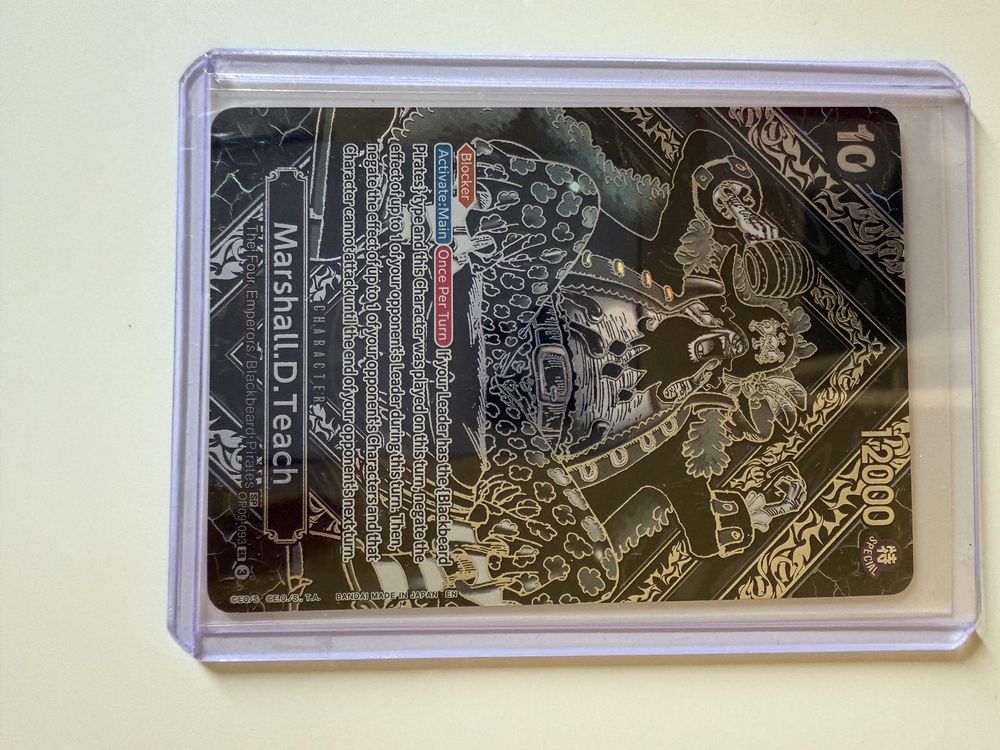 10
12000
特
SPECIAL
Blocker
Activate:Main Once Per Turn If your Leader has the {Blackbeard
Pirates} type and this Character was played on this turn, negate the
effect of up to 1 of your opponent's Leader during this turn. Then,
negate the effect of up to 1 of your opponent's Characters and that
Character cannot attack until the end of your opponent's next turn.
CHARACTER
Marshall.D.Teach
The Four Emperors/Blackbeard Pirates SP OP09-093 SR 3
©E.O/S. ©E.O./S., T.A. BANDAI MADE IN JAPAN EN